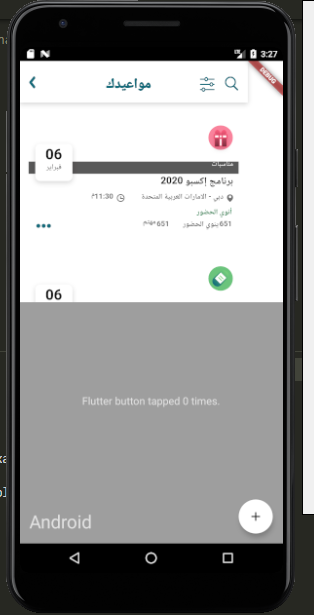 3:27
DEBUG
مواعيدك
مناسبات
06
فبراير
برنامج إكسبو 2020
دبي - الامارات العربية المتحدة
11:30م
أنوي الحضور
651 ينوي الحضور
651 مهتم
06
Flutter button tapped 0 times.
Android
+